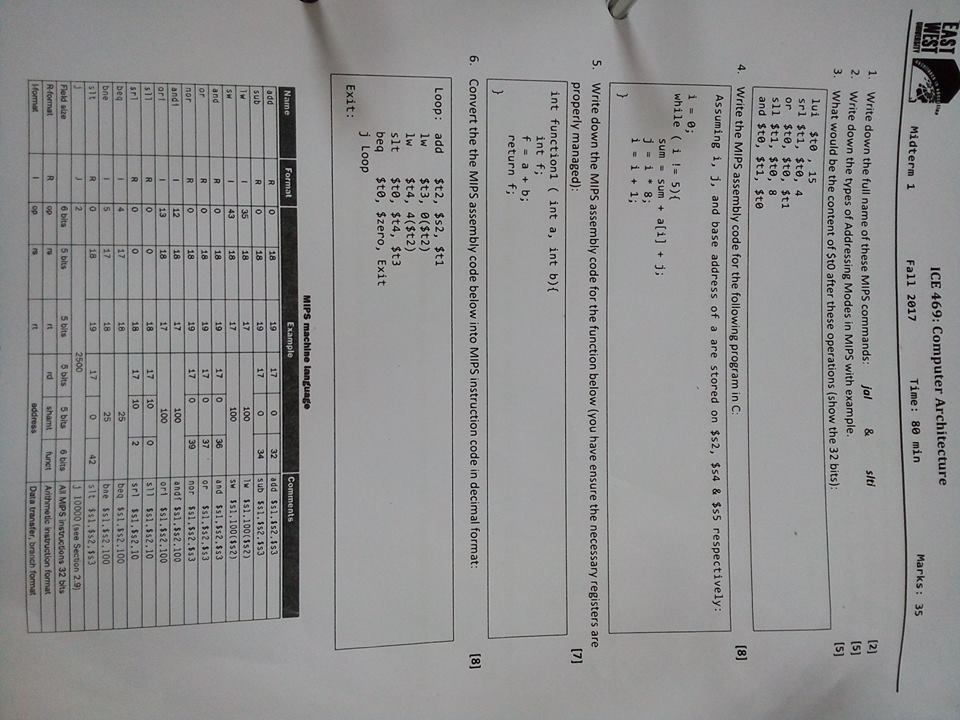 EAST
WEST
UNIVERSITY
ICE 469: Computer Architecture
Midterm 1 Fall 2017 Time: 80 min Marks: 35
1. Write down the full name of these MIPS commands: jal & slti [2]
2. Write down the types of Addressing Modes in MIPS with example. [5]
3. What would be the content of $t0 after these operations (show the 32 bits): [5]
lui $t0 , 15
srl $t1, $t0, 4
or $t0, $t0, $t1
sll $t1, $t0, 8
and $t0, $t1, $t0
4. Write the MIPS assembly code for the following program in C: [8]
Assuming i, j, and base address of a are stored on $s2, $s4 & $s5 respectively:
i = 0;
while ( i != 5){
sum = sum + a[i] + j;
j = i * 8;
i = i + 1;
}
5. Write down the MIPS assembly code for the function below (you have ensure the necessary registers are
properly managed): [7]
int function1 ( int a, int b){
int f;
f = a + b;
return f;
}
6. Convert the the MIPS assembly code below into MIPS instruction code in decimal format: [8]
Loop: add $t2, $s2, $t1
lw $t3, 0($t2)
lw $t4, 4($t2)
slt $t0, $t4, $t3
beq $t0, $zero, Exit
j Loop
Exit:
MIPS machine language
Name Format Example Comments
add R 0 18 19 17 0 32 add $s1,$s2,$s3
sub R 0 18 19 17 0 34 sub $s1,$s2,$s3
lw I 35 18 17 100 lw $s1,100($s2)
sw I 43 18 17 100 sw $s1,100($s2)
and R 0 18 19 17 0 36 and $s1,$s2,$s3
or R 0 18 19 17 0 37 or $s1,$s2,$s3
nor R 0 18 19 17 0 39 nor $s1,$s2,$s3
andi I 12 18 17 100 andi $s1,$s2,100
ori I 13 18 17 100 ori $s1,$s2,100
sll R 0 0 18 17 10 0 sll $s1,$s2,10
srl R 0 0 18 17 10 2 srl $s1,$s2,10
beq I 4 17 18 25 beq $s1,$s2,100
bne I 5 17 18 25 bne $s1,$s2,100
slt R 0 18 19 17 0 42 slt $s1,$s2,$s3
j J 2 2500 j 10000 (see Section 2.9)
Field size 6 bits 5 bits 5 bits 5 bits 5 bits 6 bits All MIPS instructions 32 bits
R-format R op rs rt rd shamt funct Arithmetic instruction format
I-format I op rs rt address Data transfer, branch format